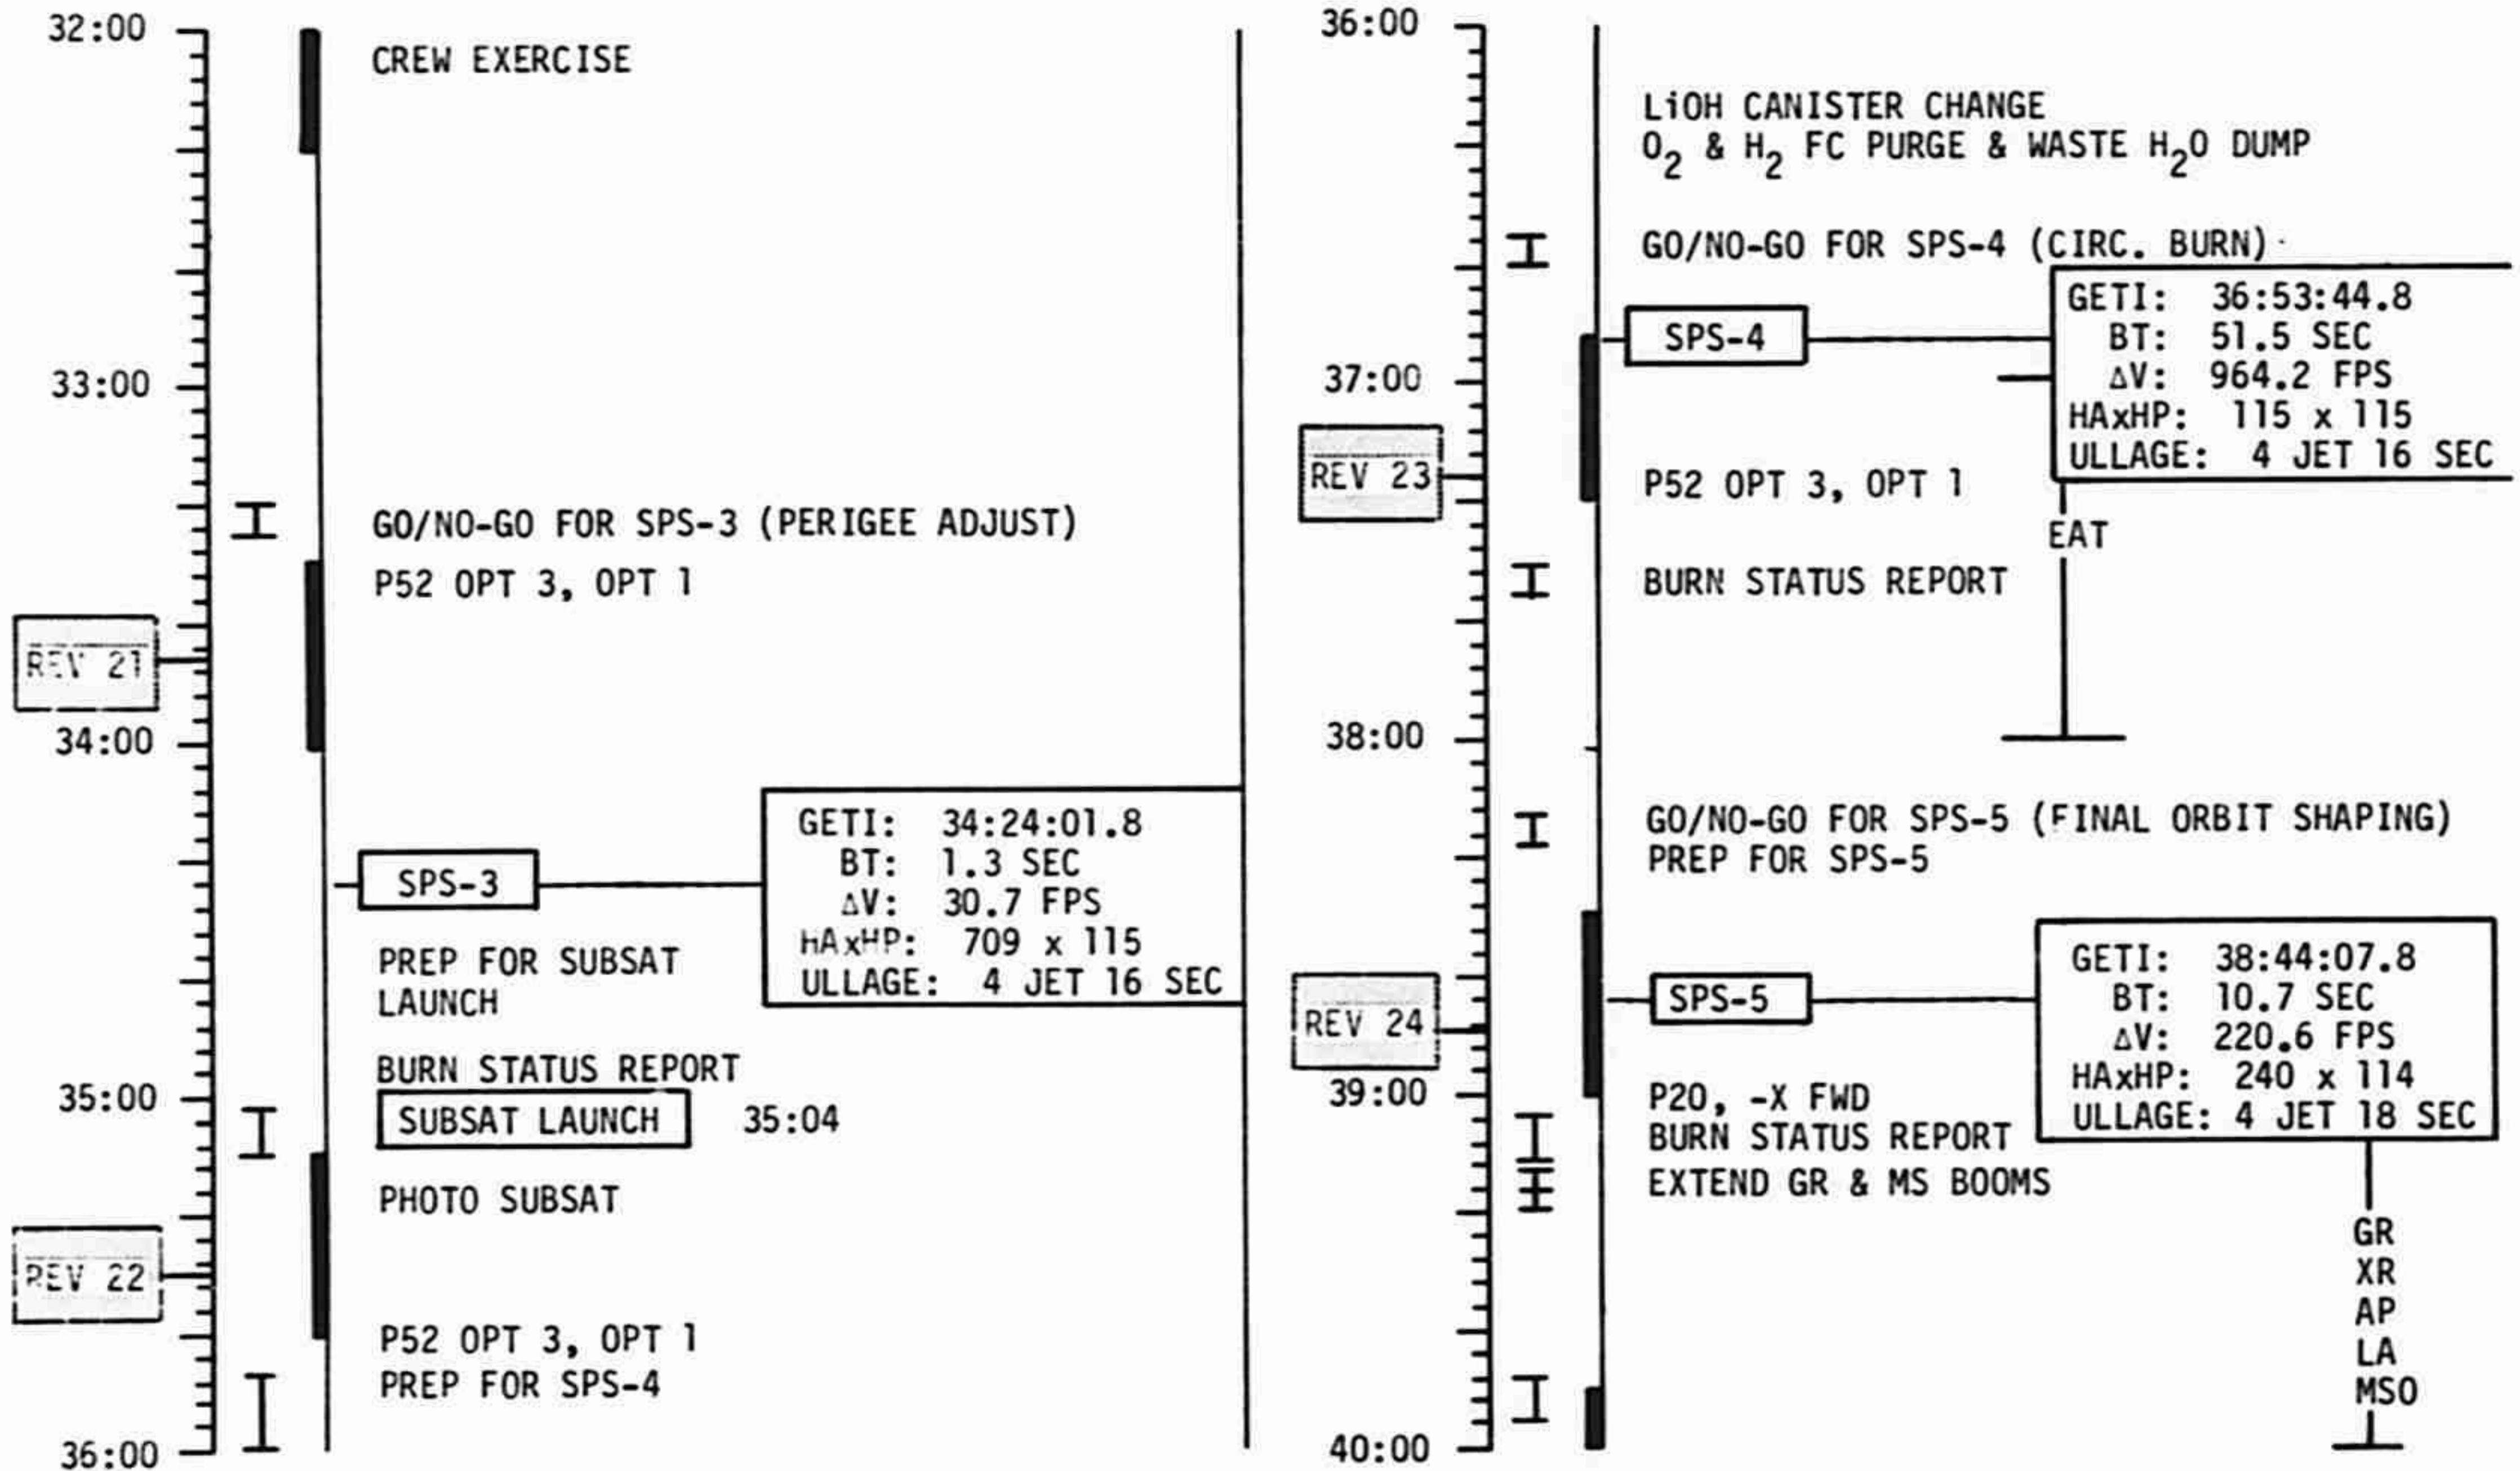 32:00
CREW EXERCISE
33:00
GO/NO-GO FOR SPS-3 (PERIGEE ADJUST)
P52 OPT 3, OPT 1
REV 21
34:00
SPS-3
GETI: 34:24:01.8
BT: 1.3 SEC
ΔV: 30.7 FPS
HAxHP: 709 x 115
ULLAGE: 4 JET 16 SEC
PREP FOR SUBSAT
LAUNCH
BURN STATUS REPORT
35:00
SUBSAT LAUNCH 35:04
PHOTO SUBSAT
REV 22
P52 OPT 3, OPT 1
PREP FOR SPS-4
36:00
36:00
LiOH CANISTER CHANGE
O₂ & H₂ FC PURGE & WASTE H₂O DUMP
GO/NO-GO FOR SPS-4 (CIRC. BURN)
SPS-4
GETI: 36:53:44.8
BT: 51.5 SEC
ΔV: 964.2 FPS
HAxHP: 115 x 115
ULLAGE: 4 JET 16 SEC
37:00
REV 23
P52 OPT 3, OPT 1
EAT
BURN STATUS REPORT
38:00
GO/NO-GO FOR SPS-5 (FINAL ORBIT SHAPING)
PREP FOR SPS-5
SPS-5
GETI: 38:44:07.8
BT: 10.7 SEC
ΔV: 220.6 FPS
HAxHP: 240 x 114
ULLAGE: 4 JET 18 SEC
REV 24
39:00
P20, -X FWD
BURN STATUS REPORT
EXTEND GR & MS BOOMS
GR
XR
AP
LA
MSO
40:00